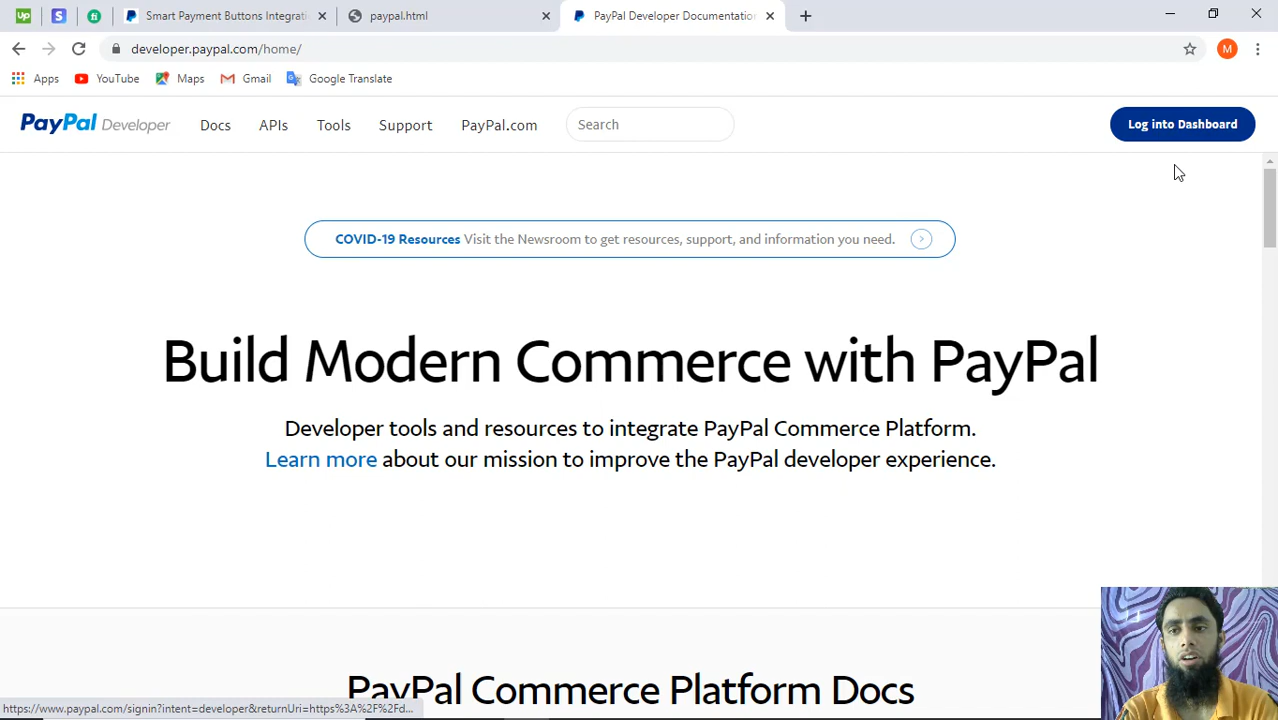 Up
S
fi
Smart Payment Buttons Integrati
paypal.html
PayPal Developer Documentation
developer.paypal.com/home/
M
Apps
YouTube
Maps
Gmail
Google Translate
PayPal Developer
Docs
APIs
Tools
Support
PayPal.com
Search
Log into Dashboard
COVID-19 Resources Visit the Newsroom to get resources, support, and information you need.
Build Modern Commerce with PayPal
Developer tools and resources to integrate PayPal Commerce Platform.
Learn more about our mission to improve the PayPal developer experience.
PayPal Commerce Platform Docs
https://www.paypal.com/signin?intent=developer&returnUri=https%3A%2F%2Fd...